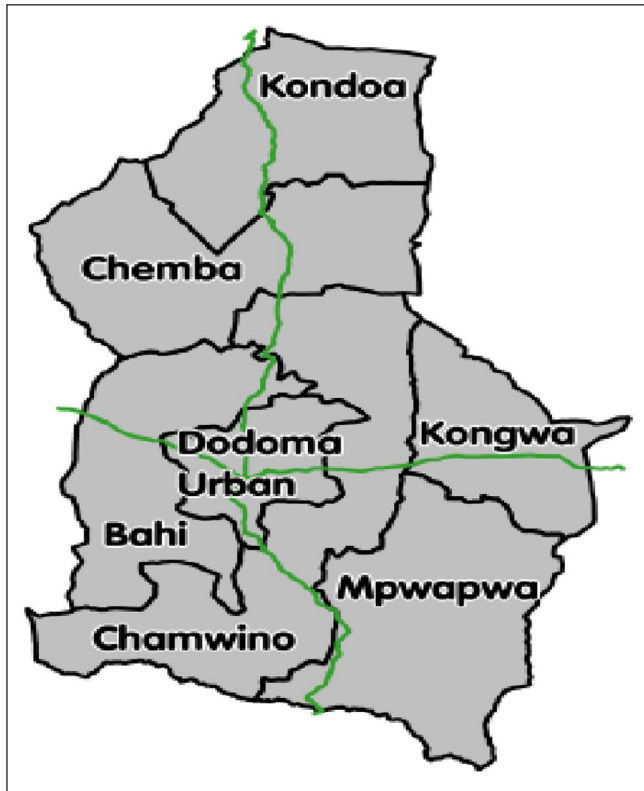 Kondoa
Chemba
Dodoma
Urban
Kongwa
Bahi
Mpwapwa
Chamwino